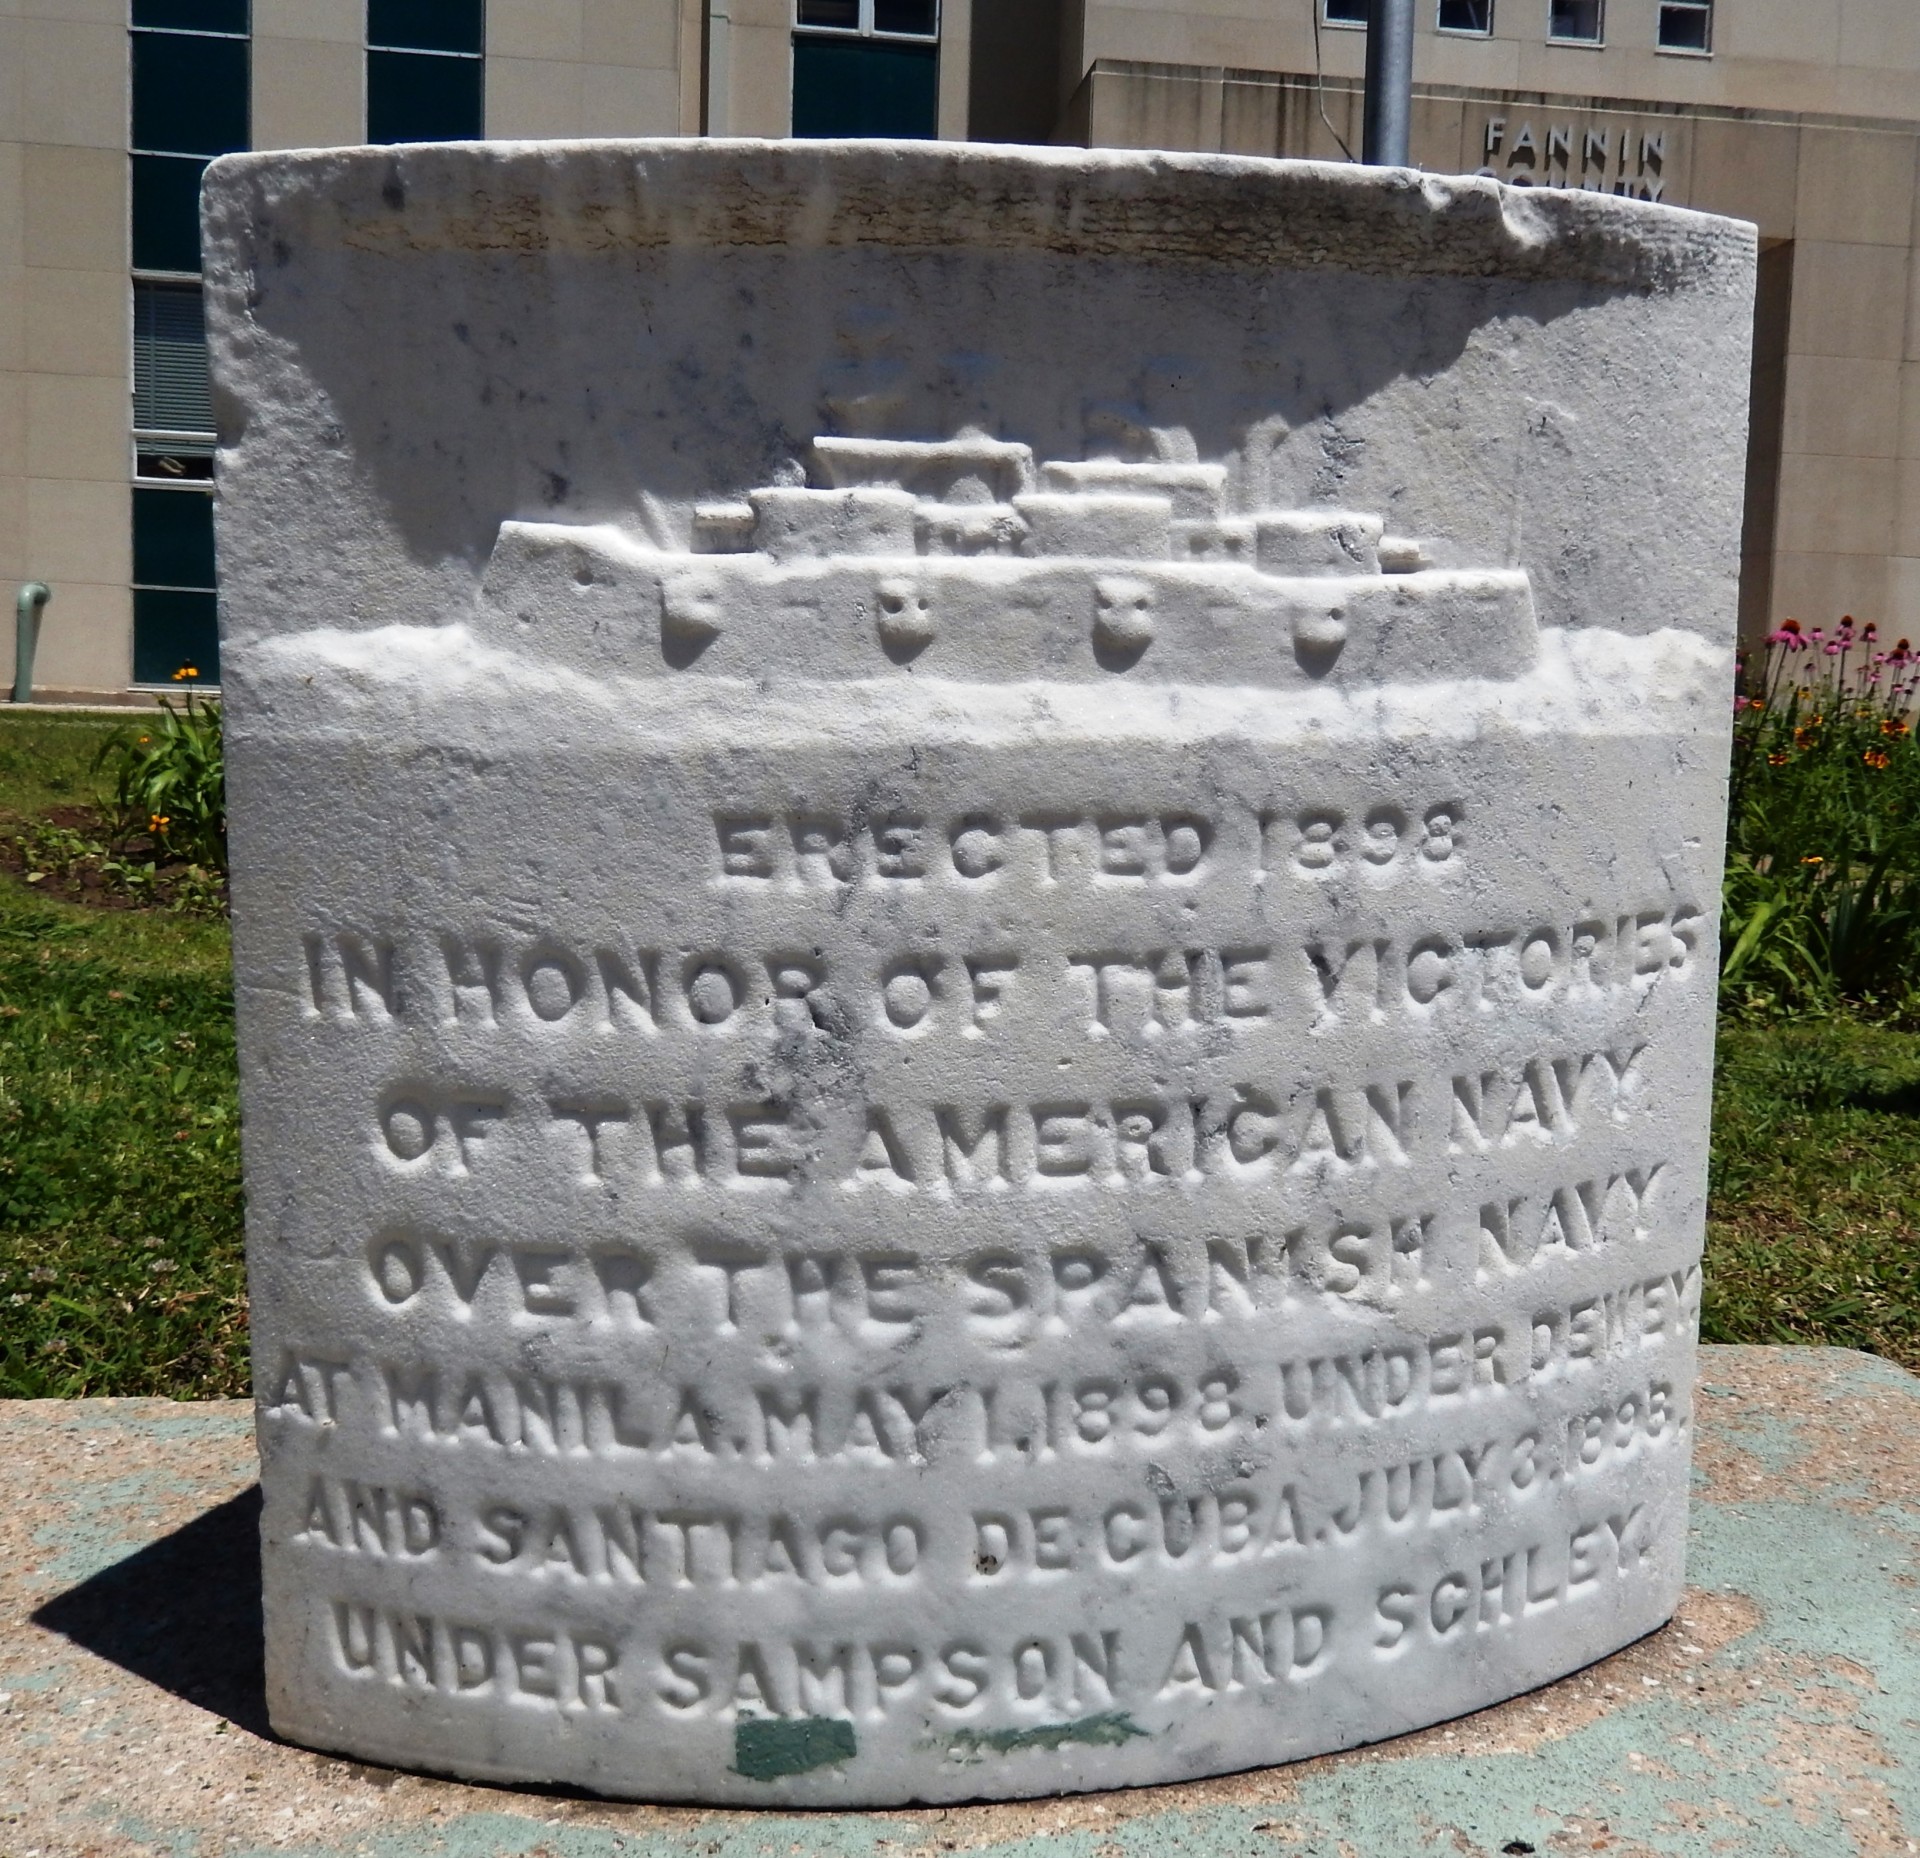 FANNIN
COUNTY
ERECTED 1898
IN HONOR OF THE VICTORIES
OF THE AMERICAN NAVY
OVER THE SPANISH NAVY
AT MANILA. MAY 1. 1898. UNDER DEWEY.
AND SANTIAGO DE CUBA. JULY 3. 1898.
UNDER SAMPSON AND SCHLEY.